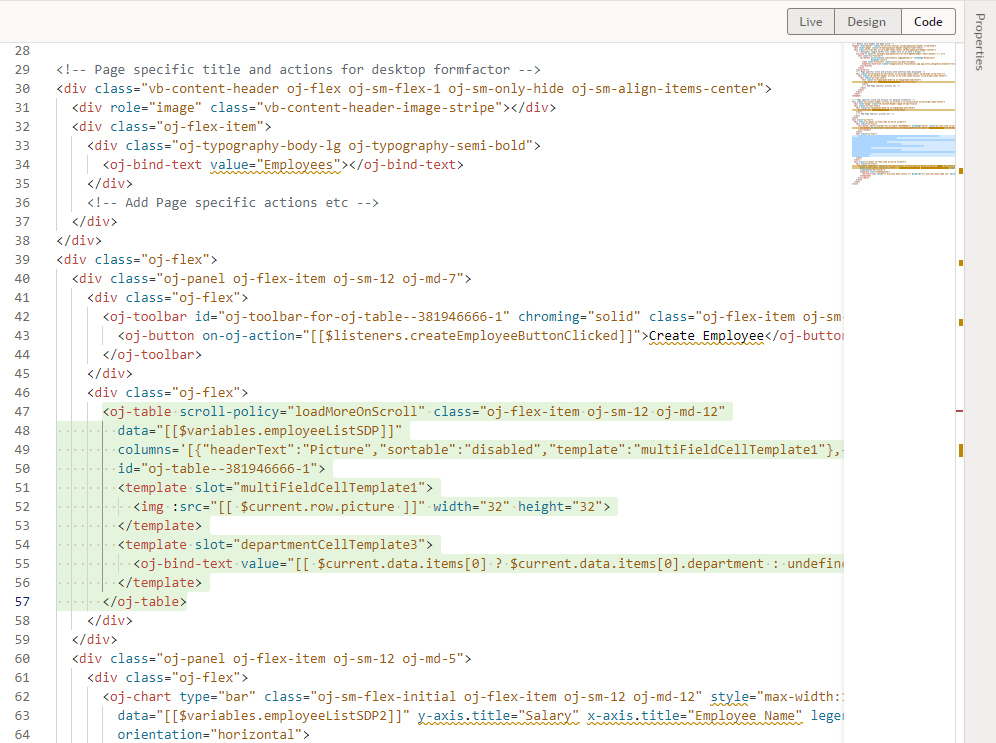 Live Design Code
Properties
28
29 <!-- Page specific title and actions for desktop formfactor -->
30 <div class="vb-content-header oj-flex oj-sm-flex-1 oj-sm-only-hide oj-sm-align-items-center">
31 <div role="image" class="vb-content-header-image-stripe"></div>
32 <div class="oj-flex-item">
33 <div class="oj-typography-body-lg oj-typography-semi-bold">
34 <oj-bind-text value="Employees"></oj-bind-text>
35 </div>
36 <!-- Add Page specific actions etc -->
37 </div>
38 </div>
39 <div class="oj-flex">
40 <div class="oj-panel oj-flex-item oj-sm-12 oj-md-7">
41 <div class="oj-flex">
42 <oj-toolbar id="oj-toolbar-for-oj-table--381946666-1" chroming="solid" class="oj-flex-item oj-sm
43 <oj-button on-oj-action="[[$listeners.createEmployeeButtonClicked]]">Create Employee</oj-button
44 </oj-toolbar>
45 </div>
46 <div class="oj-flex">
47 <oj-table scroll-policy="loadMoreOnScroll" class="oj-flex-item oj-sm-12 oj-md-12"
48 data="[[$variables.employeeListSDP]]"
49 columns='[{"headerText":"Picture","sortable":"disabled","template":"multiFieldCellTemplate1"},
50 id="oj-table--381946666-1">
51 <template slot="multiFieldCellTemplate1">
52 <img :src="[[ $current.row.picture ]]" width="32" height="32">
53 </template>
54 <template slot="departmentCellTemplate3">
55 <oj-bind-text value="[[ $current.data.items[0] ? $current.data.items[0].department : undefine
56 </template>
57 </oj-table>
58 </div>
59 </div>
60 <div class="oj-panel oj-flex-item oj-sm-12 oj-md-5">
61 <div class="oj-flex">
62 <oj-chart type="bar" class="oj-sm-flex-initial oj-flex-item oj-sm-12 oj-md-12" style="max-width:
63 data="[[$variables.employeeListSDP2]]" y-axis.title="Salary" x-axis.title="Employee Name" leger
64 orientation="horizontal">